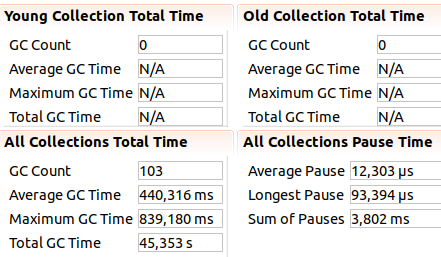 Young Collection Total Time
GC Count 0
Average GC Time N/A
Maximum GC Time N/A
Total GC Time N/A
Old Collection Total Time
GC Count 0
Average GC Time N/A
Maximum GC Time N/A
Total GC Time N/A
All Collections Total Time
GC Count 103
Average GC Time 440,316 ms
Maximum GC Time 839,180 ms
Total GC Time 45,353 s
All Collections Pause Time
Average Pause 12,303 µs
Longest Pause 93,394 µs
Sum of Pauses 3,802 ms